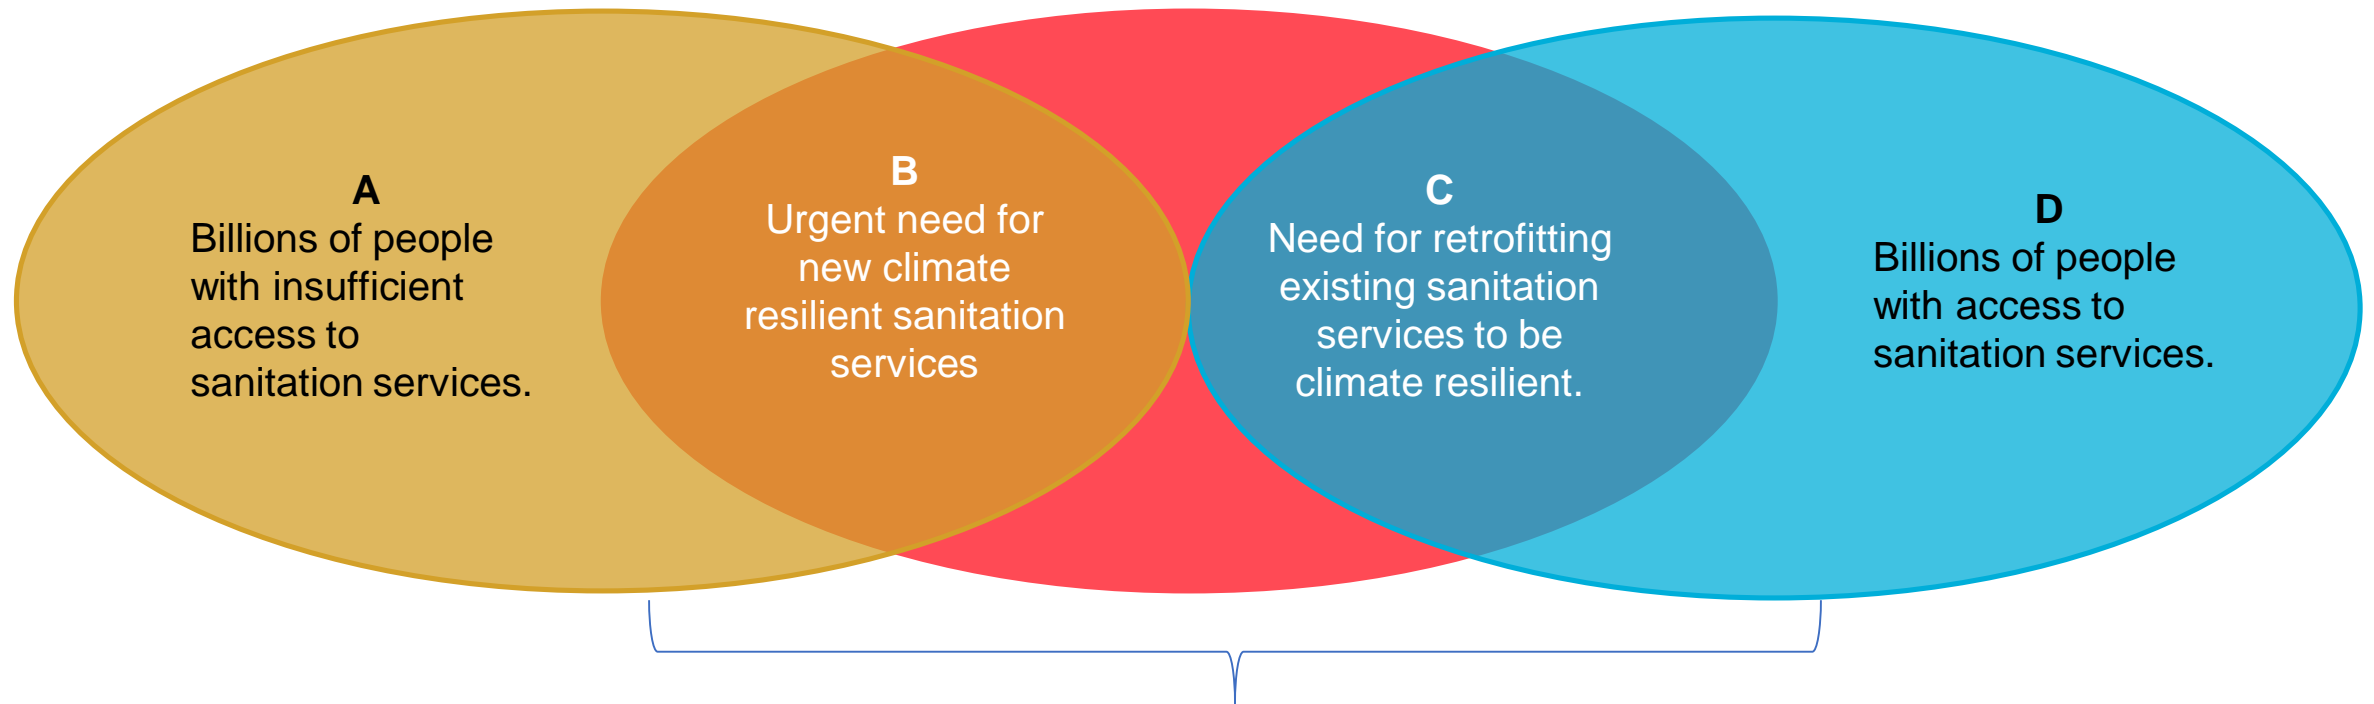 A
Billions of people
with insufficient
access to
sanitation services.
B
Urgent need for
new climate
resilient sanitation
services
C
Need for retrofitting
existing sanitation
services to be
climate resilient.
D
Billions of people
with access to
sanitation services.